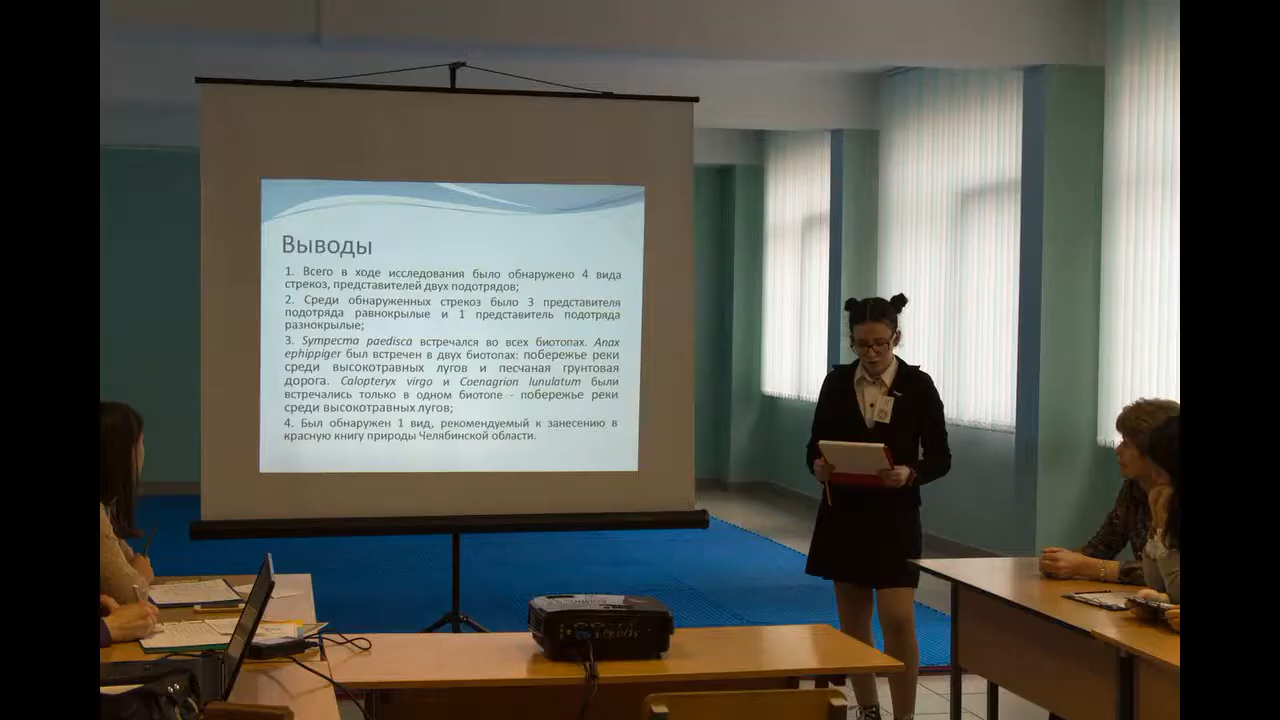 Выводы
1. Всего в ходе исследования было обнаружено 4 вида
стрекоз, представителей двух подотрядов;
2. Среди обнаруженных стрекоз было 3 представителя
подотряда равнокрылые и 1 представитель подотряда
разнокрылые;
3. Sympecma paedisca встречался во всех биотопах. Anax
ephippiger был встречен в двух биотопах: побережье реки
среди высокотравных лугов и песчаная грунтовая
дорога. Calopteryx virgo и Coenagrion lunulatum были
встречались только в одном биотопе - побережье реки
среди высокотравных лугов;
4. Был обнаружен 1 вид, рекомендуемый к занесению в
красную книгу природы Челябинской области.